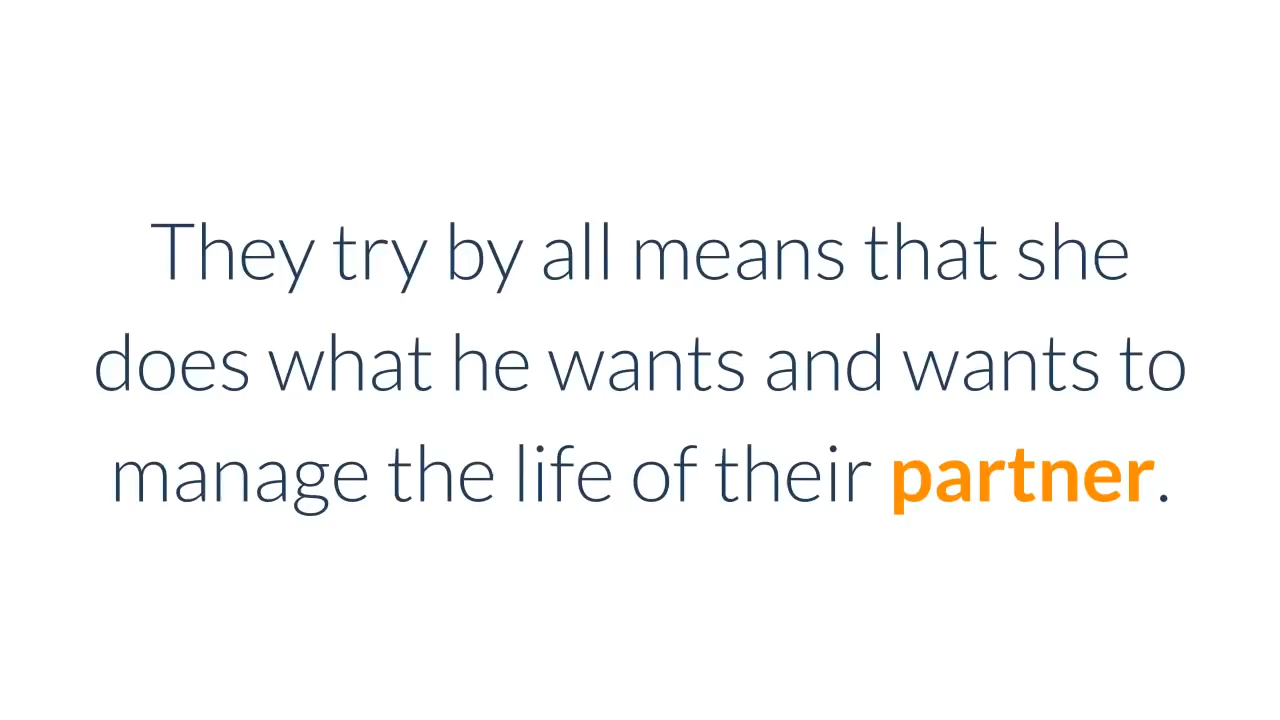 They try by all means that she
does what he wants and wants to
manage the life of their partner.